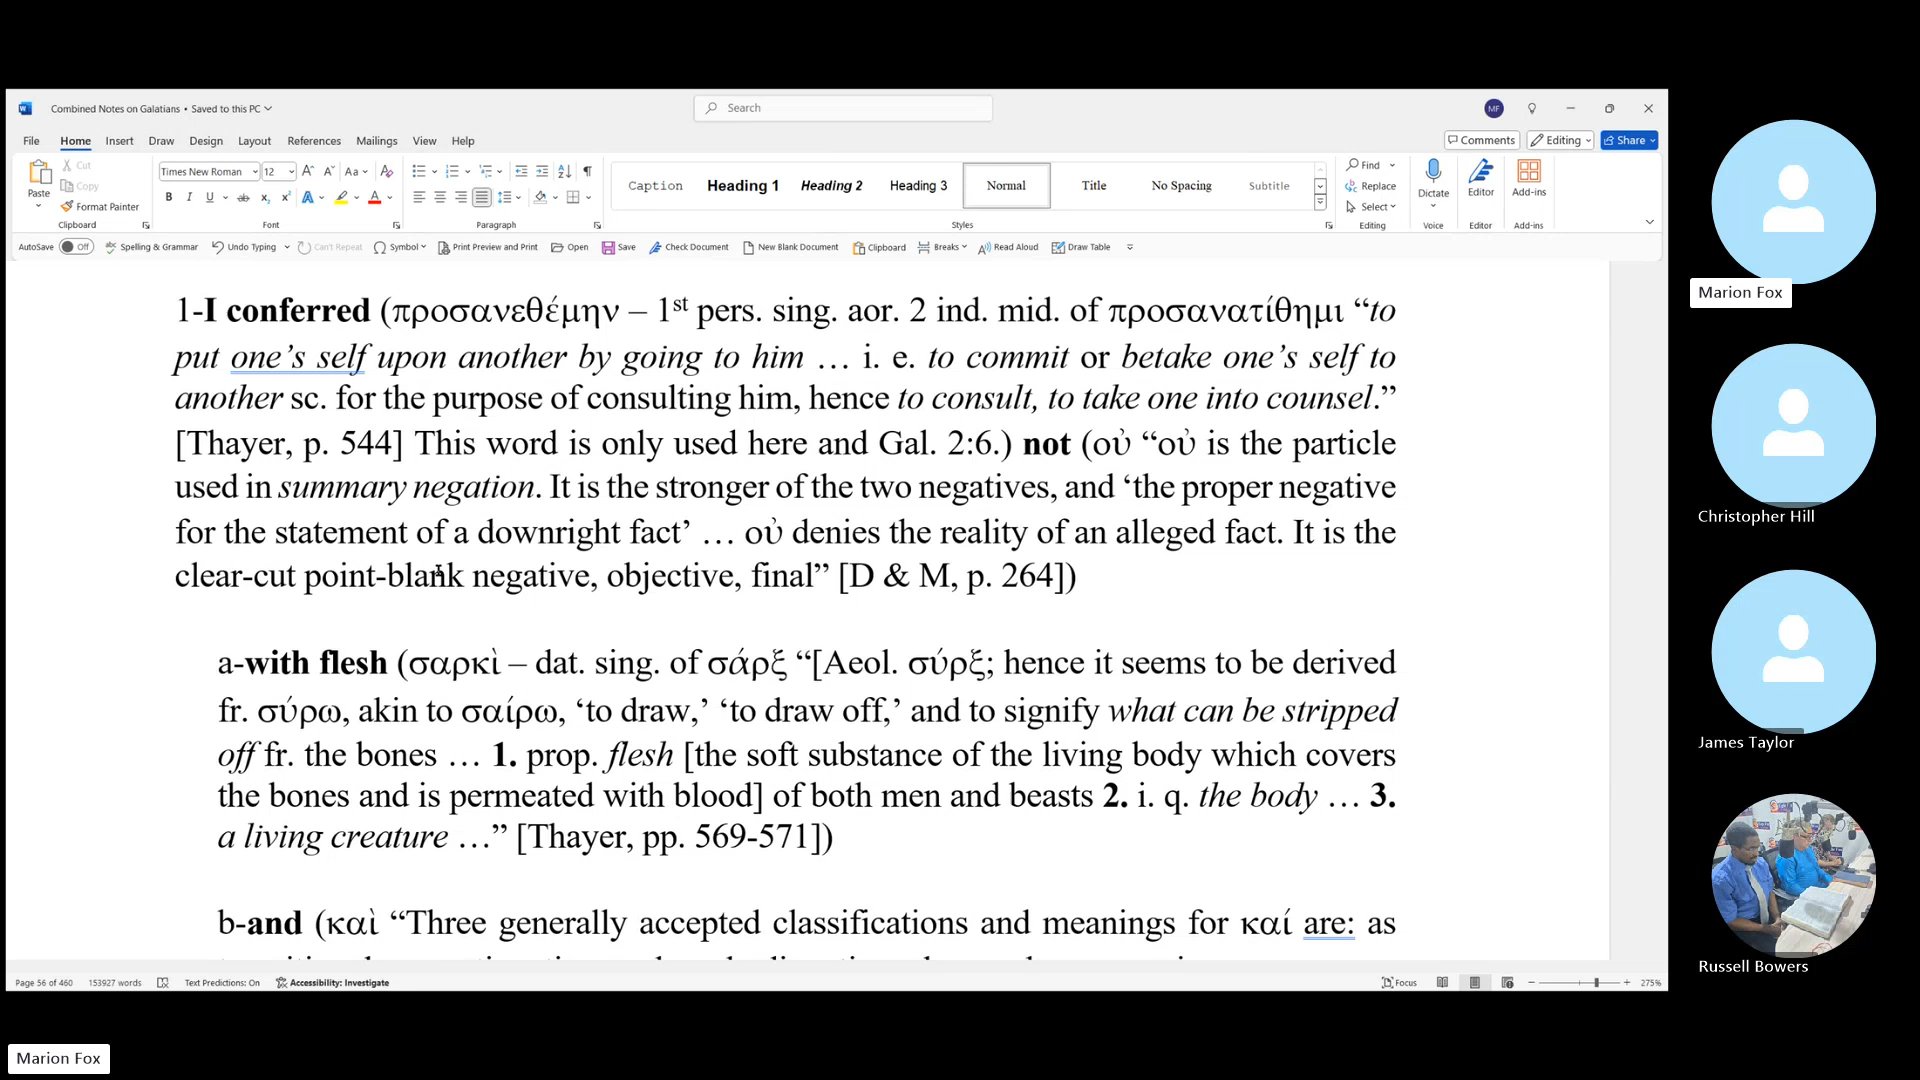 Combined Notes on Galatians • Saved to this PC
Search
MF
File Home Insert Draw Design Layout References Mailings View Help
Comments Editing Share
Paste Cut Copy Format Painter
Clipboard
Times New Roman 12
Font
Paragraph
Caption Heading 1 Heading 2 Heading 3 Normal Title No Spacing Subtitle
Styles
Find Replace Select
Editing
Dictate
Voice
Editor
Editor
Add-ins
Add-ins
AutoSave Off Spelling & Grammar Undo Typing Can't Repeat Symbol Print Preview and Print Open Save Check Document New Blank Document Clipboard Breaks Read Aloud Draw Table
1-I conferred (προσανεθέμην – 1st pers. sing. aor. 2 ind. mid. of προσανατίθημι “to
put one’s self upon another by going to him … i. e. to commit or betake one’s self to
another sc. for the purpose of consulting him, hence to consult, to take one into counsel.”
[Thayer, p. 544] This word is only used here and Gal. 2:6.) not (οὐ “οὐ is the particle
used in summary negation. It is the stronger of the two negatives, and ‘the proper negative
for the statement of a downright fact’ … οὐ denies the reality of an alleged fact. It is the
clear-cut point-blank negative, objective, final” [D & M, p. 264])
a-with flesh (σαρκὶ – dat. sing. of σάρξ “[Aeol. σύρξ; hence it seems to be derived
fr. σύρω, akin to σαίρω, ‘to draw,’ ‘to draw off,’ and to signify what can be stripped
off fr. the bones … 1. prop. flesh [the soft substance of the living body which covers
the bones and is permeated with blood] of both men and beasts 2. i. q. the body … 3.
a living creature …” [Thayer, pp. 569-571])
b-and (καὶ “Three generally accepted classifications and meanings for καί are: as
Page 56 of 460 153927 words Text Predictions: On Accessibility: Investigate Focus 275%
Marion Fox
Christopher Hill
James Taylor
Russell Bowers
Marion Fox